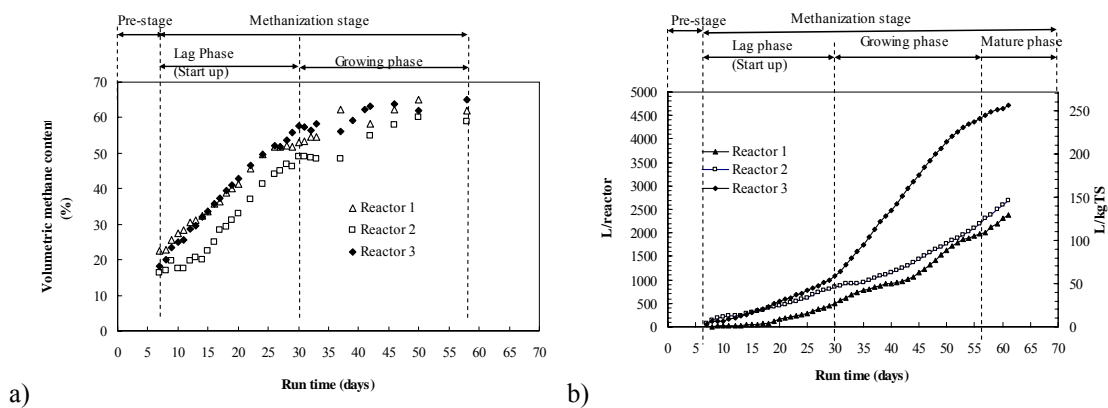 Pre-stage
Methanization stage
Lag Phase
(Start up)
Growing phase
70
60
50
40
30
20
10
0
Volumetric methane content
(%)
Reactor 1
Reactor 2
Reactor 3
0 5 10 15 20 25 30 35 40 45 50 55 60 65 70
Run time (days)
a)
Pre-stage
Methanization stage
Lag phase
(Start up)
Growing phase
Mature phase
5000
4500
4000
3500
3000
2500
2000
1500
1000
500
0
L/reactor
Reactor 1
Reactor 2
Reactor 3
250
200
150
100
50
0
L/kgTS
0 5 10 15 20 25 30 35 40 45 50 55 60 65 70
Run time (days)
b)